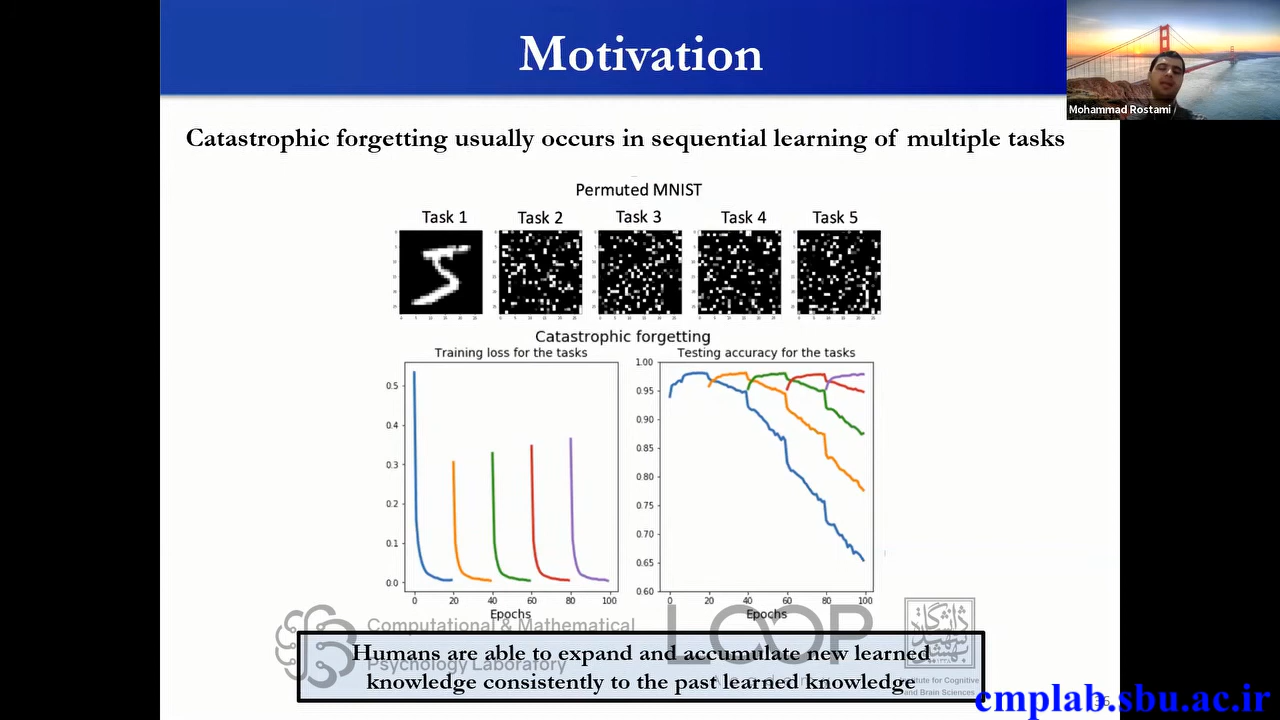 Motivation
Mohammad Rostami
Catastrophic forgetting usually occurs in sequential learning of multiple tasks
Permuted MNIST
Task 1 Task 2 Task 3 Task 4 Task 5
Catastrophic forgetting
Training loss for the tasks
0.5
0.4
0.3
0.2
0.1
0.0
0 20 40 60 80 100
Epochs
Testing accuracy for the tasks
1.00
0.95
0.90
0.85
0.80
0.75
0.70
0.65
0.60
0 20 40 60 80 100
Epochs
Computational & Mathematical
Psychology Laboratory
LOOP
Humans are able to expand and accumulate new learned
knowledge consistently to the past learned knowledge
Institute for Cognitive
and Brain Sciences
cmplab.sbu.ac.ir